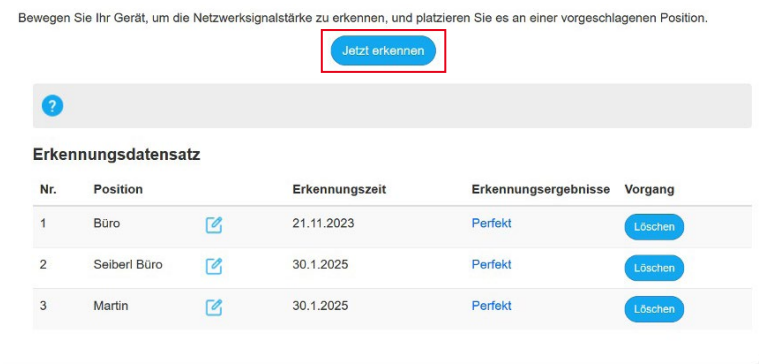 Bewegen Sie Ihr Gerät, um die Netzwerksignalstärke zu erkennen, und platzieren Sie es an einer vorgeschlagenen Position.
Jetzt erkennen
?
Erkennungsdatensatz
Nr. Position Erkennungszeit Erkennungsergebnisse Vorgang
1 Büro 21.11.2023 Perfekt Löschen
2 Seiberl Büro 30.1.2025 Perfekt Löschen
3 Martin 30.1.2025 Perfekt Löschen